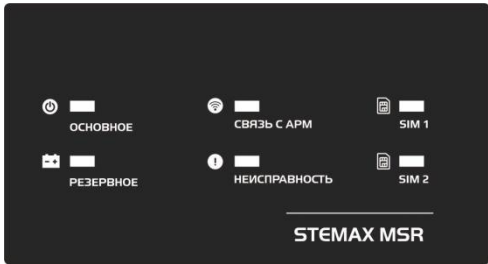 ОСНОВНОЕ
СВЯЗЬ С АРМ
SIM 1
РЕЗЕРВНОЕ
НЕИСПРАВНОСТЬ
SIM 2
STEMAX MSR